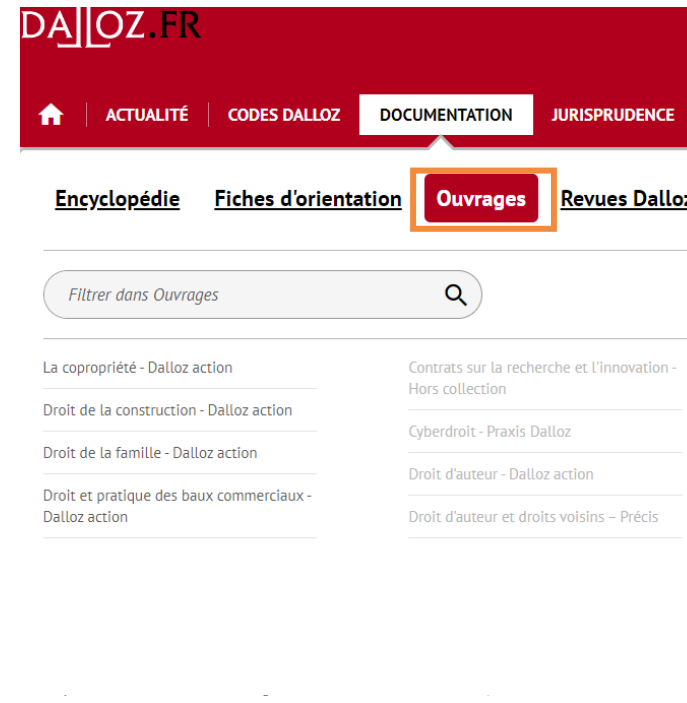 DALLOZ.FR
ACTUALITÉ CODES DALLOZ DOCUMENTATION JURISPRUDENCE
Encyclopédie Fiches d'orientation Ouvrages Revues Dalloz
Filtrer dans Ouvrages
La copropriété - Dalloz action
Droit de la construction - Dalloz action
Droit de la famille - Dalloz action
Droit et pratique des baux commerciaux -
Dalloz action
Contrats sur la recherche et l'innovation -
Hors collection
Cyberdroit - Praxis Dalloz
Droit d'auteur - Dalloz action
Droit d'auteur et droits voisins – Précis